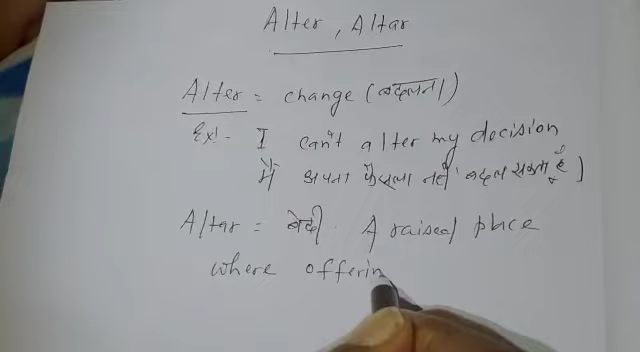 Alter, Altar
Alter = change (बदलना)
Ex:- I can't alter my decision
मैं अपना फैसला नहीं बदल सकता हूँ)
Altar = बेदी. A raised place
where offerin